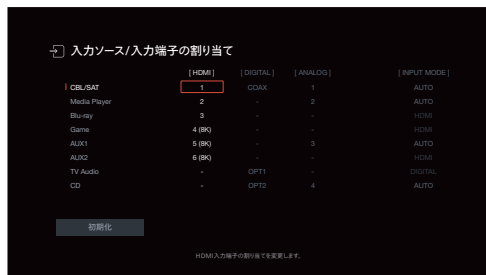 入力ソース/入力端子の割り当て
[ HDMI ] [ DIGITAL ] [ ANALOG ] [ INPUT MODE ]
CBL/SAT 1 COAX 1 AUTO
Media Player 2 - 2 AUTO
Blu-ray 3 - - HDMI
Game 4 (8K) - - HDMI
AUX1 5 (8K) - 3 AUTO
AUX2 6 (8K) - - HDMI
TV Audio - OPT1 - DIGITAL
CD - OPT2 4 AUTO
初期化
HDMI入力端子の割り当てを変更します。